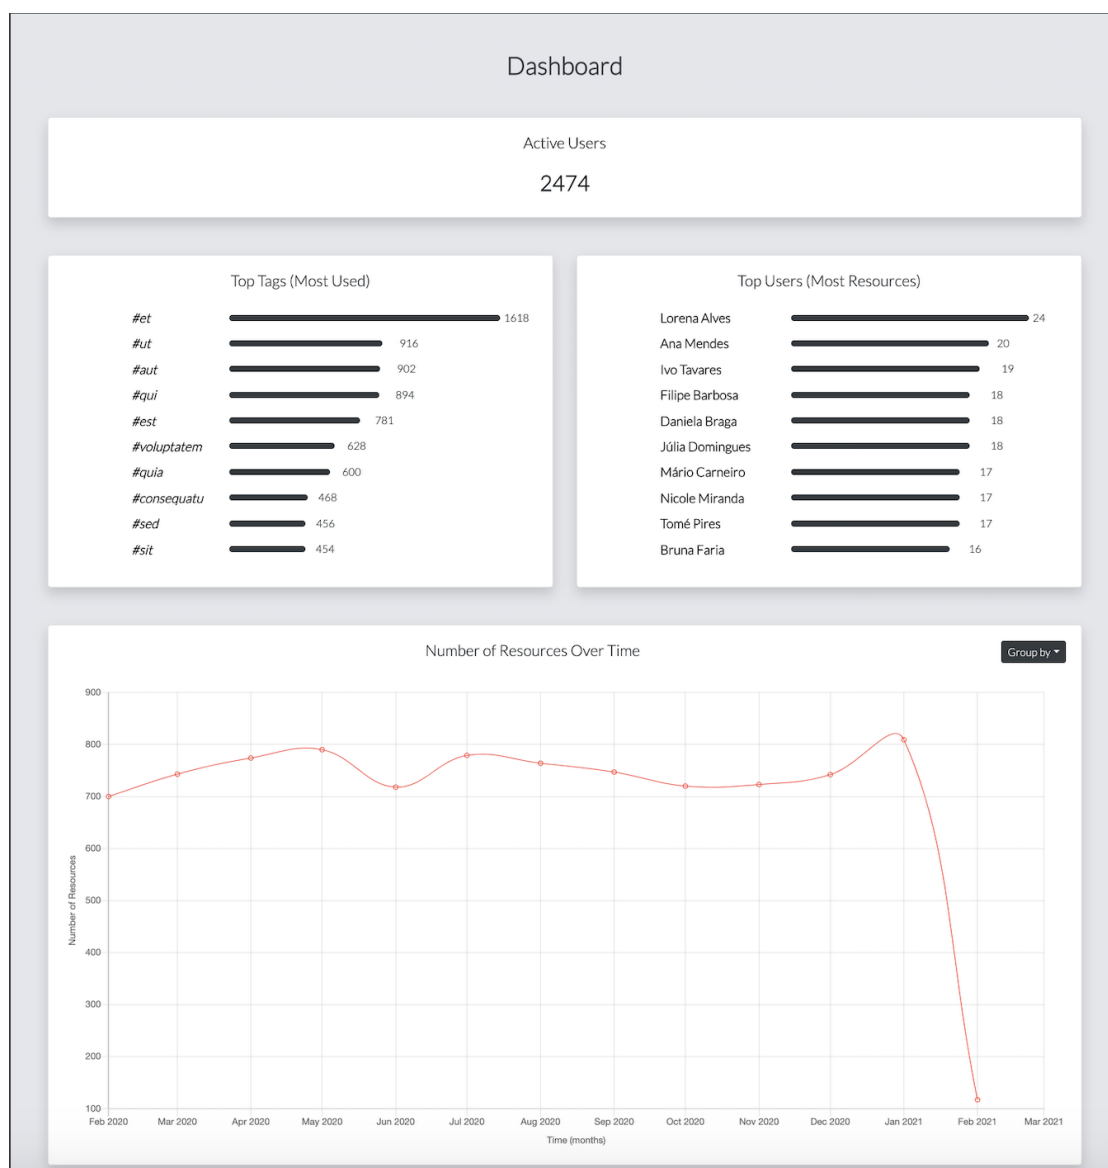 Dashboard
Active Users
2474
Top Tags (Most Used)
#et 1618
#ut 916
#aut 902
#qui 894
#est 781
#voluptatem 628
#quia 600
#consequatu 468
#sed 456
#sit 454
Top Users (Most Resources)
Lorena Alves 24
Ana Mendes 20
Ivo Tavares 19
Filipe Barbosa 18
Daniela Braga 18
Júlia Domingues 18
Mário Carneiro 17
Nicole Miranda 17
Tomé Pires 17
Bruna Faria 16
Number of Resources Over Time
Group by
Number of Resources
900
800
700
600
500
400
300
200
100
Feb 2020 Mar 2020 Apr 2020 May 2020 Jun 2020 Jul 2020 Aug 2020 Sep 2020 Oct 2020 Nov 2020 Dec 2020 Jan 2021 Feb 2021 Mar 2021
Time (months)